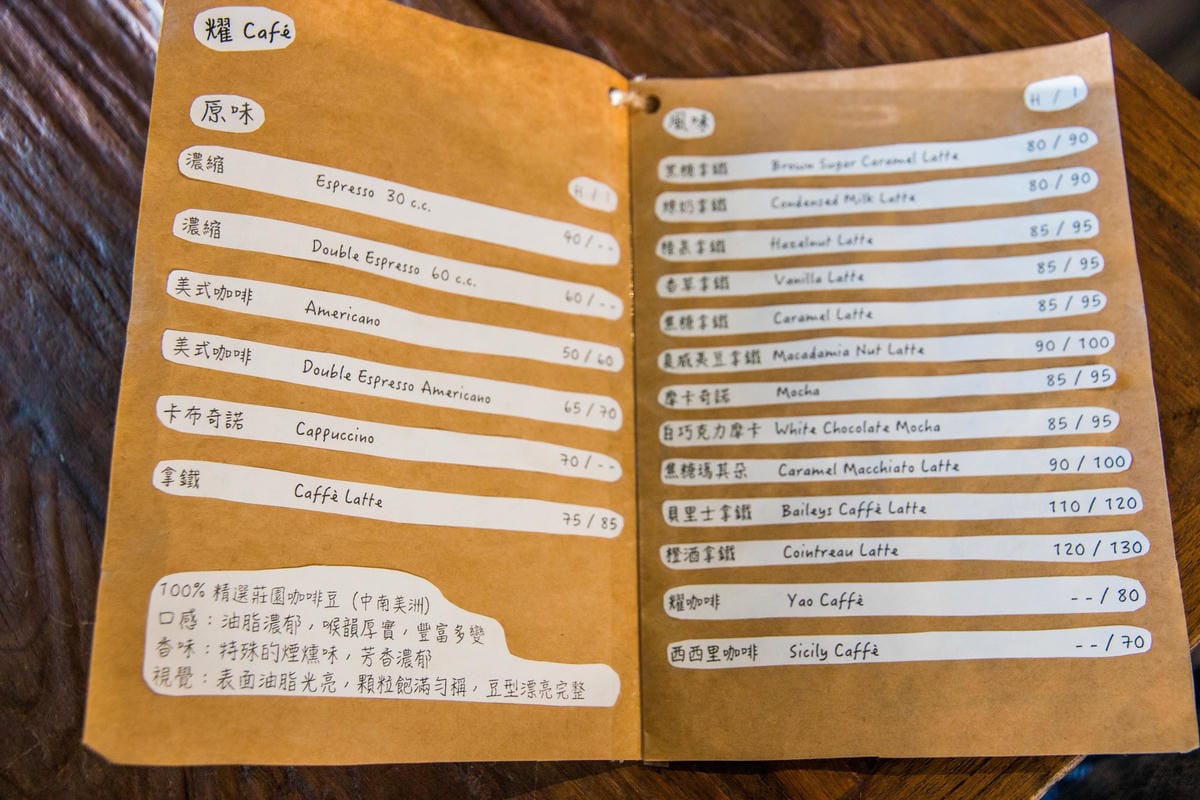 耀 Café
原味
H / I
濃縮 Espresso 30 c.c. 40 / - -
濃縮 Double Espresso 60 c.c. 60 / - -
美式咖啡 Americano 50 / 60
美式咖啡 Double Espresso Americano 65 / 70
卡布奇諾 Cappuccino 70 / - -
拿鐵 Caffè Latte 75 / 85
100% 精選莊園咖啡豆 (中南美洲)
口感：油脂濃郁，喉韻厚實，豐富多變
香味：特殊的煙燻味，芳香濃郁
視覺：表面油脂光亮，顆粒飽滿勻稱，豆型漂亮完整
風味
H / I
黑糖拿鐵 Brown Sugar Caramel Latte 80 / 90
煉奶拿鐵 Condensed Milk Latte 80 / 90
榛果拿鐵 Hazelnut Latte 85 / 95
香草拿鐵 Vanilla Latte 85 / 95
焦糖拿鐵 Caramel Latte 85 / 95
夏威夷豆拿鐵 Macadamia Nut Latte 90 / 100
摩卡奇諾 Mocha 85 / 95
白巧克力摩卡 White Chocolate Mocha 85 / 95
焦糖瑪其朵 Caramel Macchiato Latte 90 / 100
貝里士拿鐵 Baileys Caffè Latte 110 / 120
橙酒拿鐵 Cointreau Latte 120 / 130
耀咖啡 Yao Caffè - - / 80
西西里咖啡 Sicily Caffè - - / 70